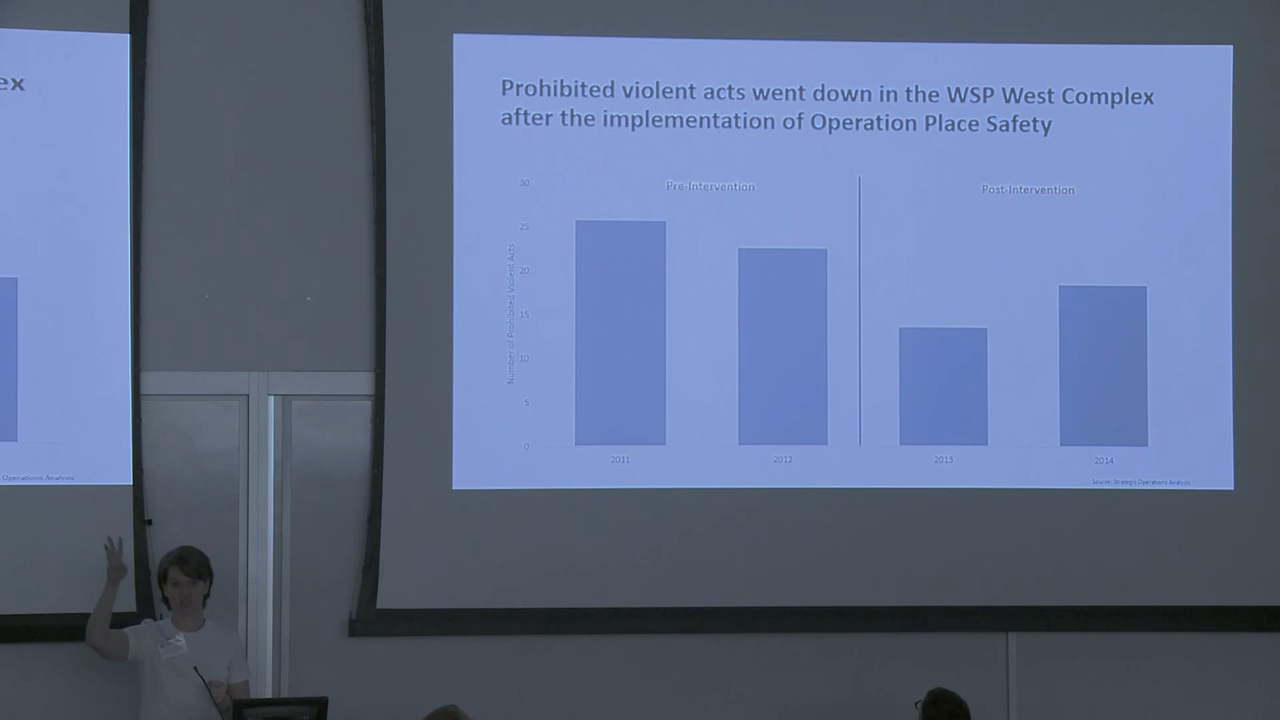 ex
Operations Analysis
Prohibited violent acts went down in the WSP West Complex
after the implementation of Operation Place Safety
Pre-Intervention
Post-Intervention
Number of Prohibited Violent Acts
30
25
20
15
10
5
0
2011
2012
2013
2014
Source: Strategic Operations Analysis